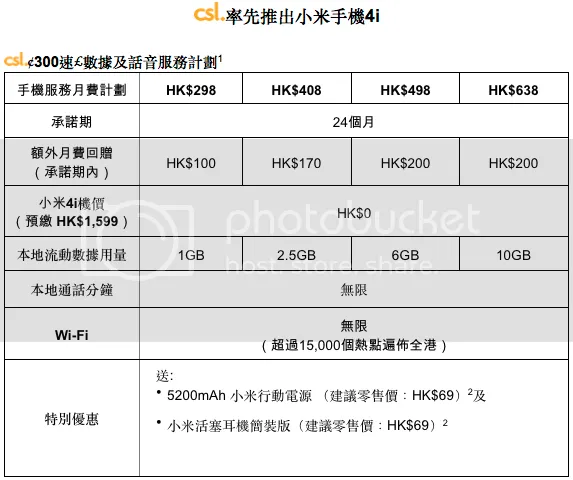 csl.率先推出小米手機4i
csl.¢300速£數據及話音服務計劃1
手機服務月費計劃 HK$298 HK$408 HK$498 HK$638
承諾期 24個月
額外月費回贈
（承諾期內） HK$100 HK$170 HK$200 HK$200
小米4i機價
（預繳 HK$1,599） HK$0
本地流動數據用量 1GB 2.5GB 6GB 10GB
本地通話分鐘 無限
Wi-Fi 無限
（超過15,000個熱點遍佈全港）
特別優惠 送:
• 5200mAh 小米行動電源 （建議零售價：HK$69）2及
• 小米活塞耳機簡裝版（建議零售價：HK$69）2
photobucket
host. store. share.